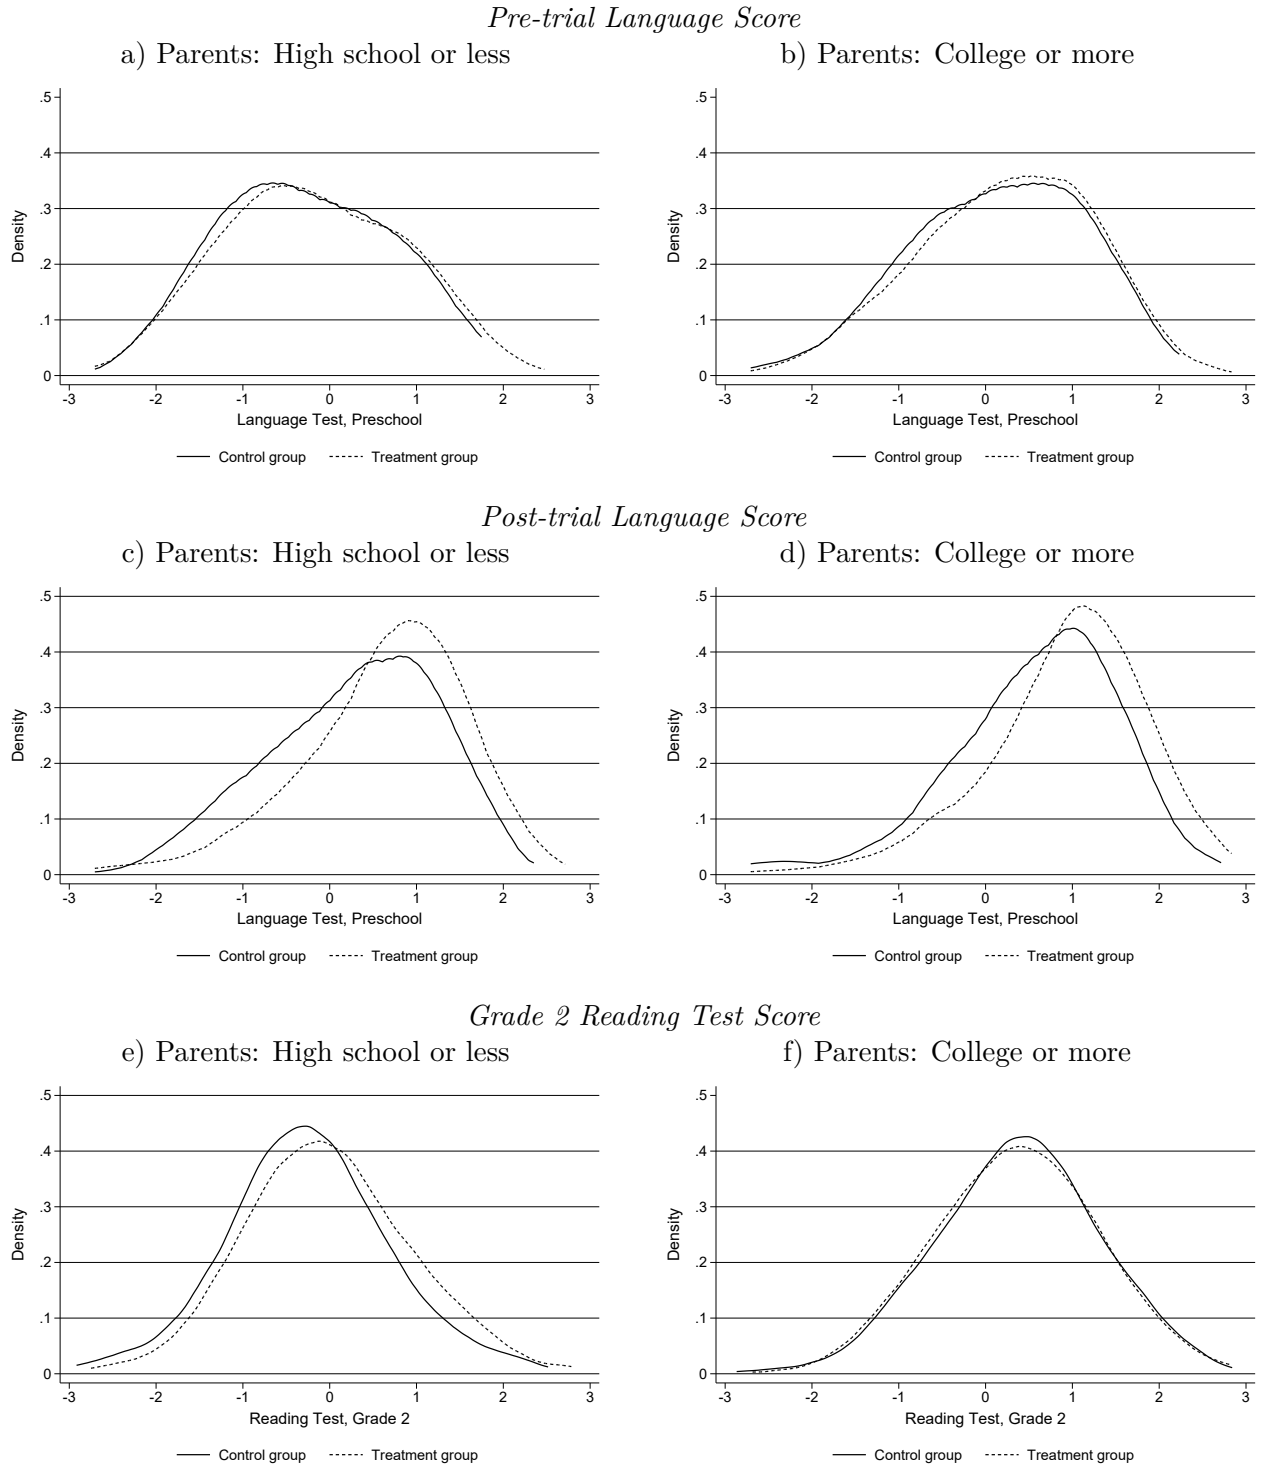 Pre-trial Language Score
a) Parents: High school or less
b) Parents: College or more
.5
.4
.3
.2
.1
0
Density
-3 -2 -1 0 1 2 3
Language Test, Preschool
Control group Treatment group
.5
.4
.3
.2
.1
0
Density
-3 -2 -1 0 1 2 3
Language Test, Preschool
Control group Treatment group
Post-trial Language Score
c) Parents: High school or less
d) Parents: College or more
.5
.4
.3
.2
.1
0
Density
-3 -2 -1 0 1 2 3
Language Test, Preschool
Control group Treatment group
.5
.4
.3
.2
.1
0
Density
-3 -2 -1 0 1 2 3
Language Test, Preschool
Control group Treatment group
Grade 2 Reading Test Score
e) Parents: High school or less
f) Parents: College or more
.5
.4
.3
.2
.1
0
Density
-3 -2 -1 0 1 2 3
Reading Test, Grade 2
Control group Treatment group
.5
.4
.3
.2
.1
0
Density
-3 -2 -1 0 1 2 3
Reading Test, Grade 2
Control group Treatment group